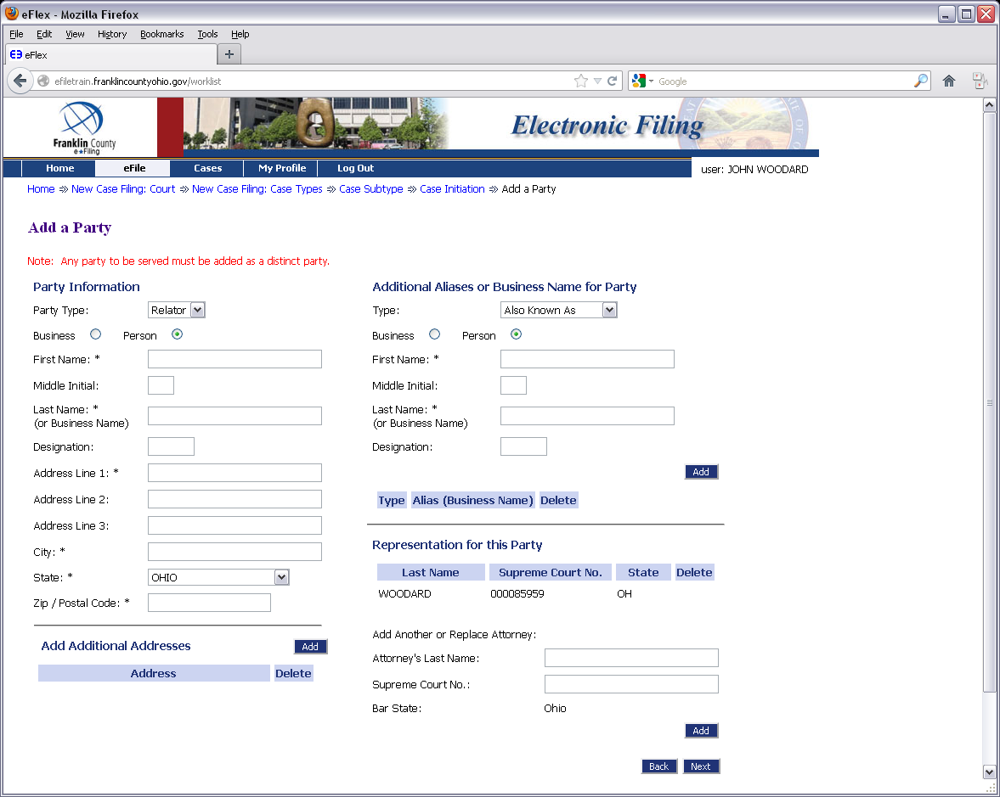 eFlex - Mozilla Firefox
File Edit View History Bookmarks Tools Help
eFlex
efiletrain.franklincountyohio.gov/worklist
Google
Franklin County
e★Filing
Electronic Filing
Home eFile Cases My Profile Log Out
user: JOHN WOODARD
Home ⇒ New Case Filing: Court ⇒ New Case Filing: Case Types ⇒ Case Subtype ⇒ Case Initiation ⇒ Add a Party
Add a Party
Note: Any party to be served must be added as a distinct party.
Party Information
Party Type: Relator
Business Person
First Name: *
Middle Initial:
Last Name: *
(or Business Name)
Designation:
Address Line 1: *
Address Line 2:
Address Line 3:
City: *
State: * OHIO
Zip / Postal Code: *
Add Additional Addresses Add
Address Delete
Additional Aliases or Business Name for Party
Type: Also Known As
Business Person
First Name: *
Middle Initial:
Last Name: *
(or Business Name)
Designation:
Add
Type Alias (Business Name) Delete
Representation for this Party
Last Name Supreme Court No. State Delete
WOODARD 000085959 OH
Add Another or Replace Attorney:
Attorney's Last Name:
Supreme Court No.:
Bar State: Ohio
Add
Back Next